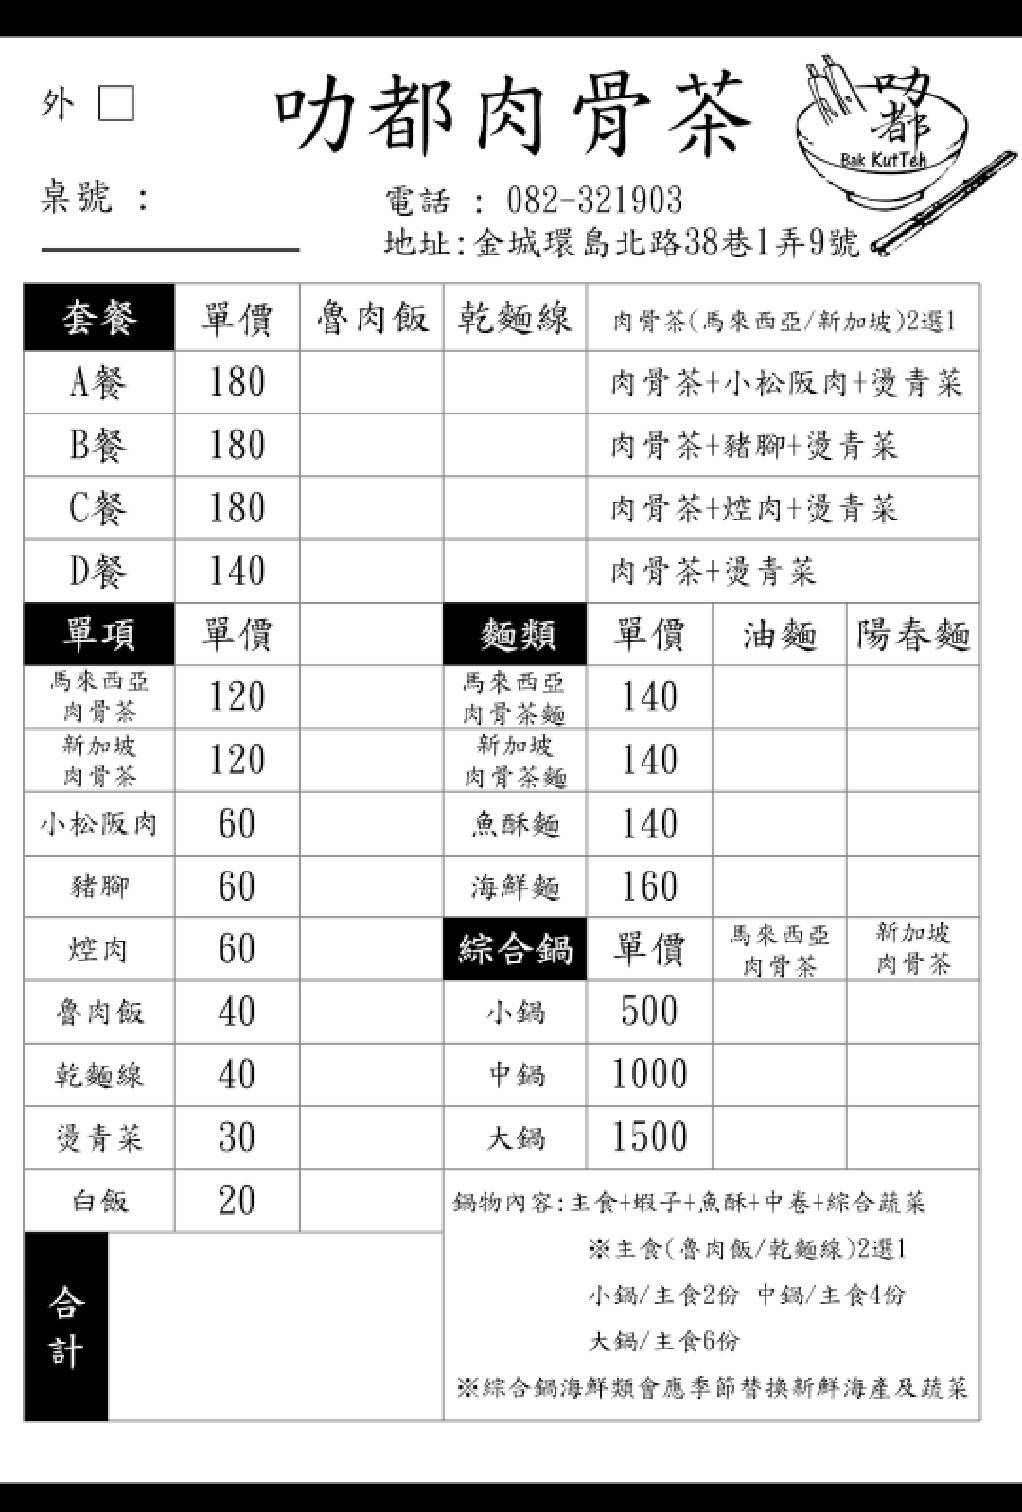 外 □
叻都肉骨茶
叻都
Bak KutTeh
桌號 :
電話 : 082-321903
地址:金城環島北路38巷1弄9號
套餐 單價 魯肉飯 乾麵線 肉骨茶(馬來西亞/新加坡)2選1
A餐 180 肉骨茶+小松阪肉+燙青菜
B餐 180 肉骨茶+豬腳+燙青菜
C餐 180 肉骨茶+焢肉+燙青菜
D餐 140 肉骨茶+燙青菜
單項 單價 麵類 單價 油麵 陽春麵
馬來西亞肉骨茶 120 馬來西亞肉骨茶麵 140
新加坡肉骨茶 120 新加坡肉骨茶麵 140
小松阪肉 60 魚酥麵 140
豬腳 60 海鮮麵 160
焢肉 60 綜合鍋 單價 馬來西亞肉骨茶 新加坡肉骨茶
魯肉飯 40 小鍋 500
乾麵線 40 中鍋 1000
燙青菜 30 大鍋 1500
白飯 20
鍋物內容:主食+蝦子+魚酥+中卷+綜合蔬菜
※主食(魯肉飯/乾麵線)2選1
小鍋/主食2份 中鍋/主食4份
大鍋/主食6份
※綜合鍋海鮮類會應季節替換新鮮海產及蔬菜
合計